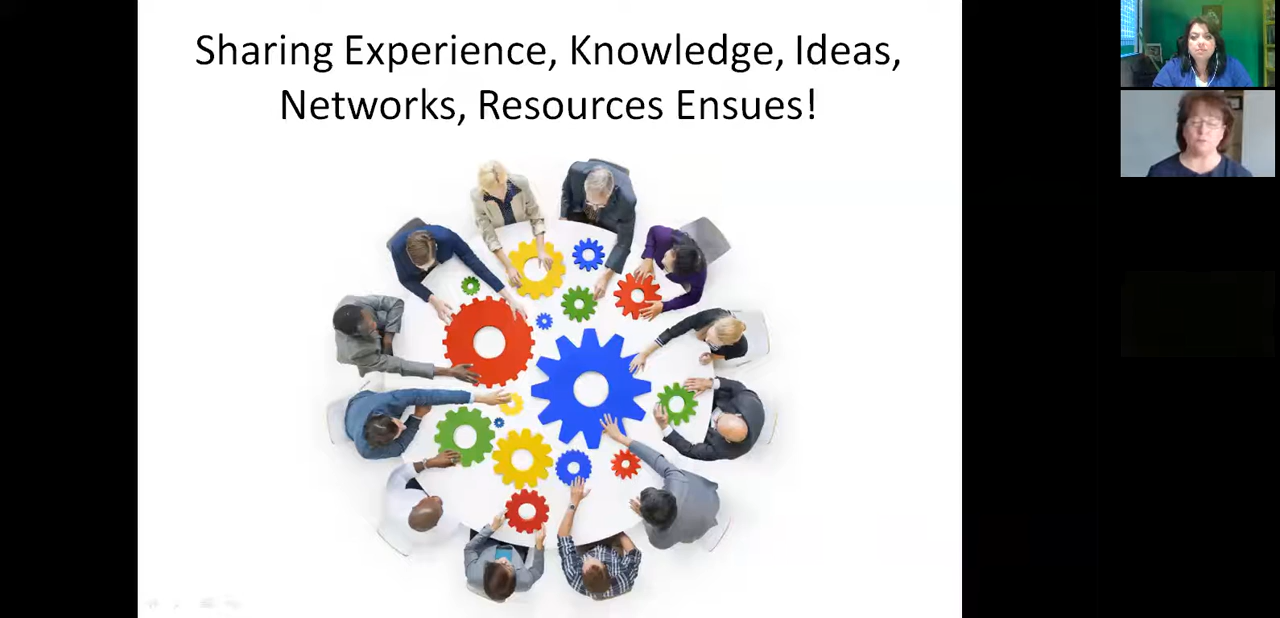 Sharing Experience, Knowledge, Ideas,
Networks, Resources Ensues!